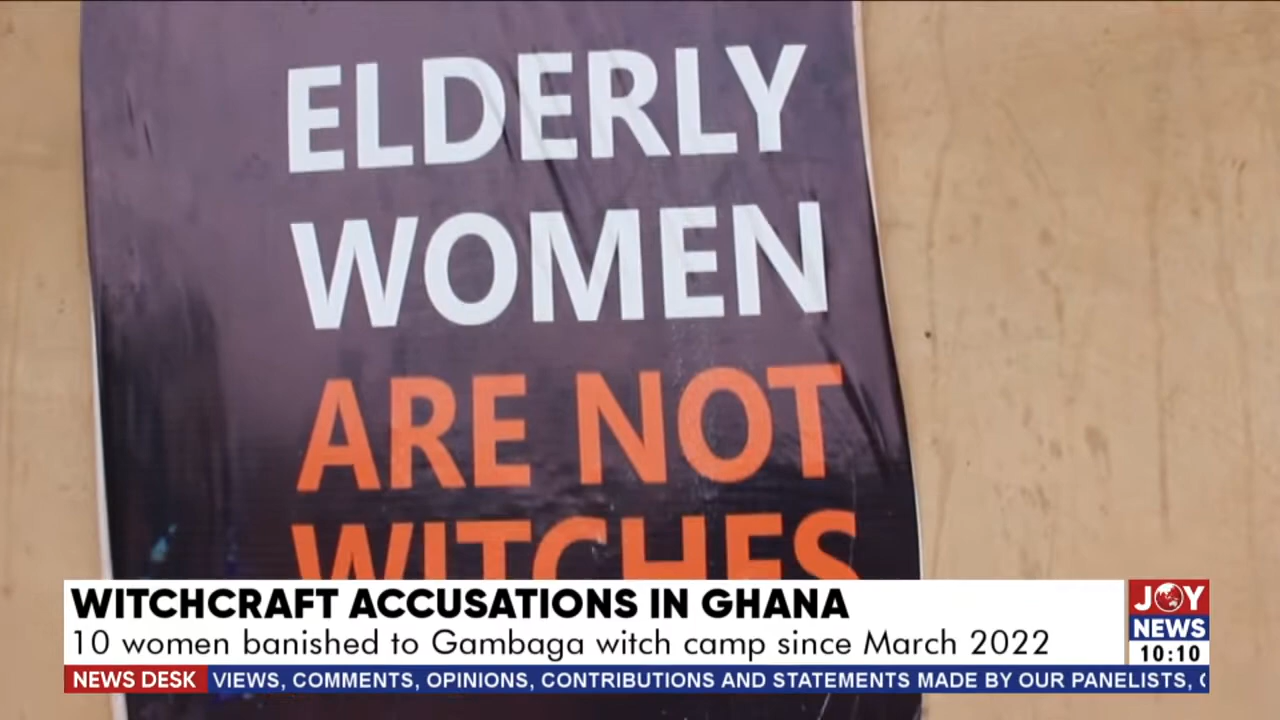 ELDERLY
WOMEN
ARE NOT
WITCHES
WITCHCRAFT ACCUSATIONS IN GHANA
10 women banished to Gambaga witch camp since March 2022
JOY
NEWS
10:10
NEWS DESK
VIEWS, COMMENTS, OPINIONS, CONTRIBUTIONS AND STATEMENTS MADE BY OUR PANELISTS,